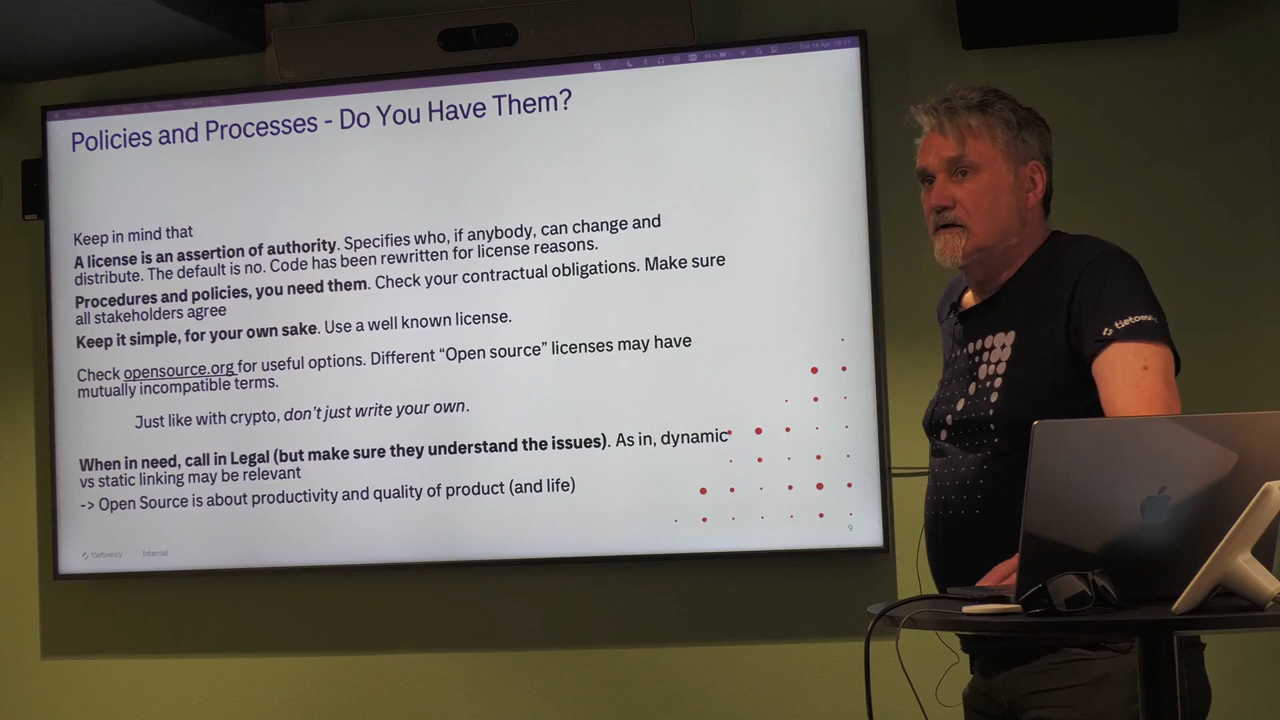 Policies and Processes - Do You Have Them?
Keep in mind that
A license is an assertion of authority. Specifies who, if anybody, can change and
distribute. The default is no. Code has been rewritten for license reasons.
Procedures and policies, you need them. Check your contractual obligations. Make sure
all stakeholders agree
Keep it simple, for your own sake. Use a well known license.
Check opensource.org for useful options. Different “Open source” licenses may have
mutually incompatible terms.
Just like with crypto, don’t just write your own.
When in need, call in Legal (but make sure they understand the issues). As in, dynamic
vs static linking may be relevant
-> Open Source is about productivity and quality of product (and life)
tietoevry Internal
9
tietoevry